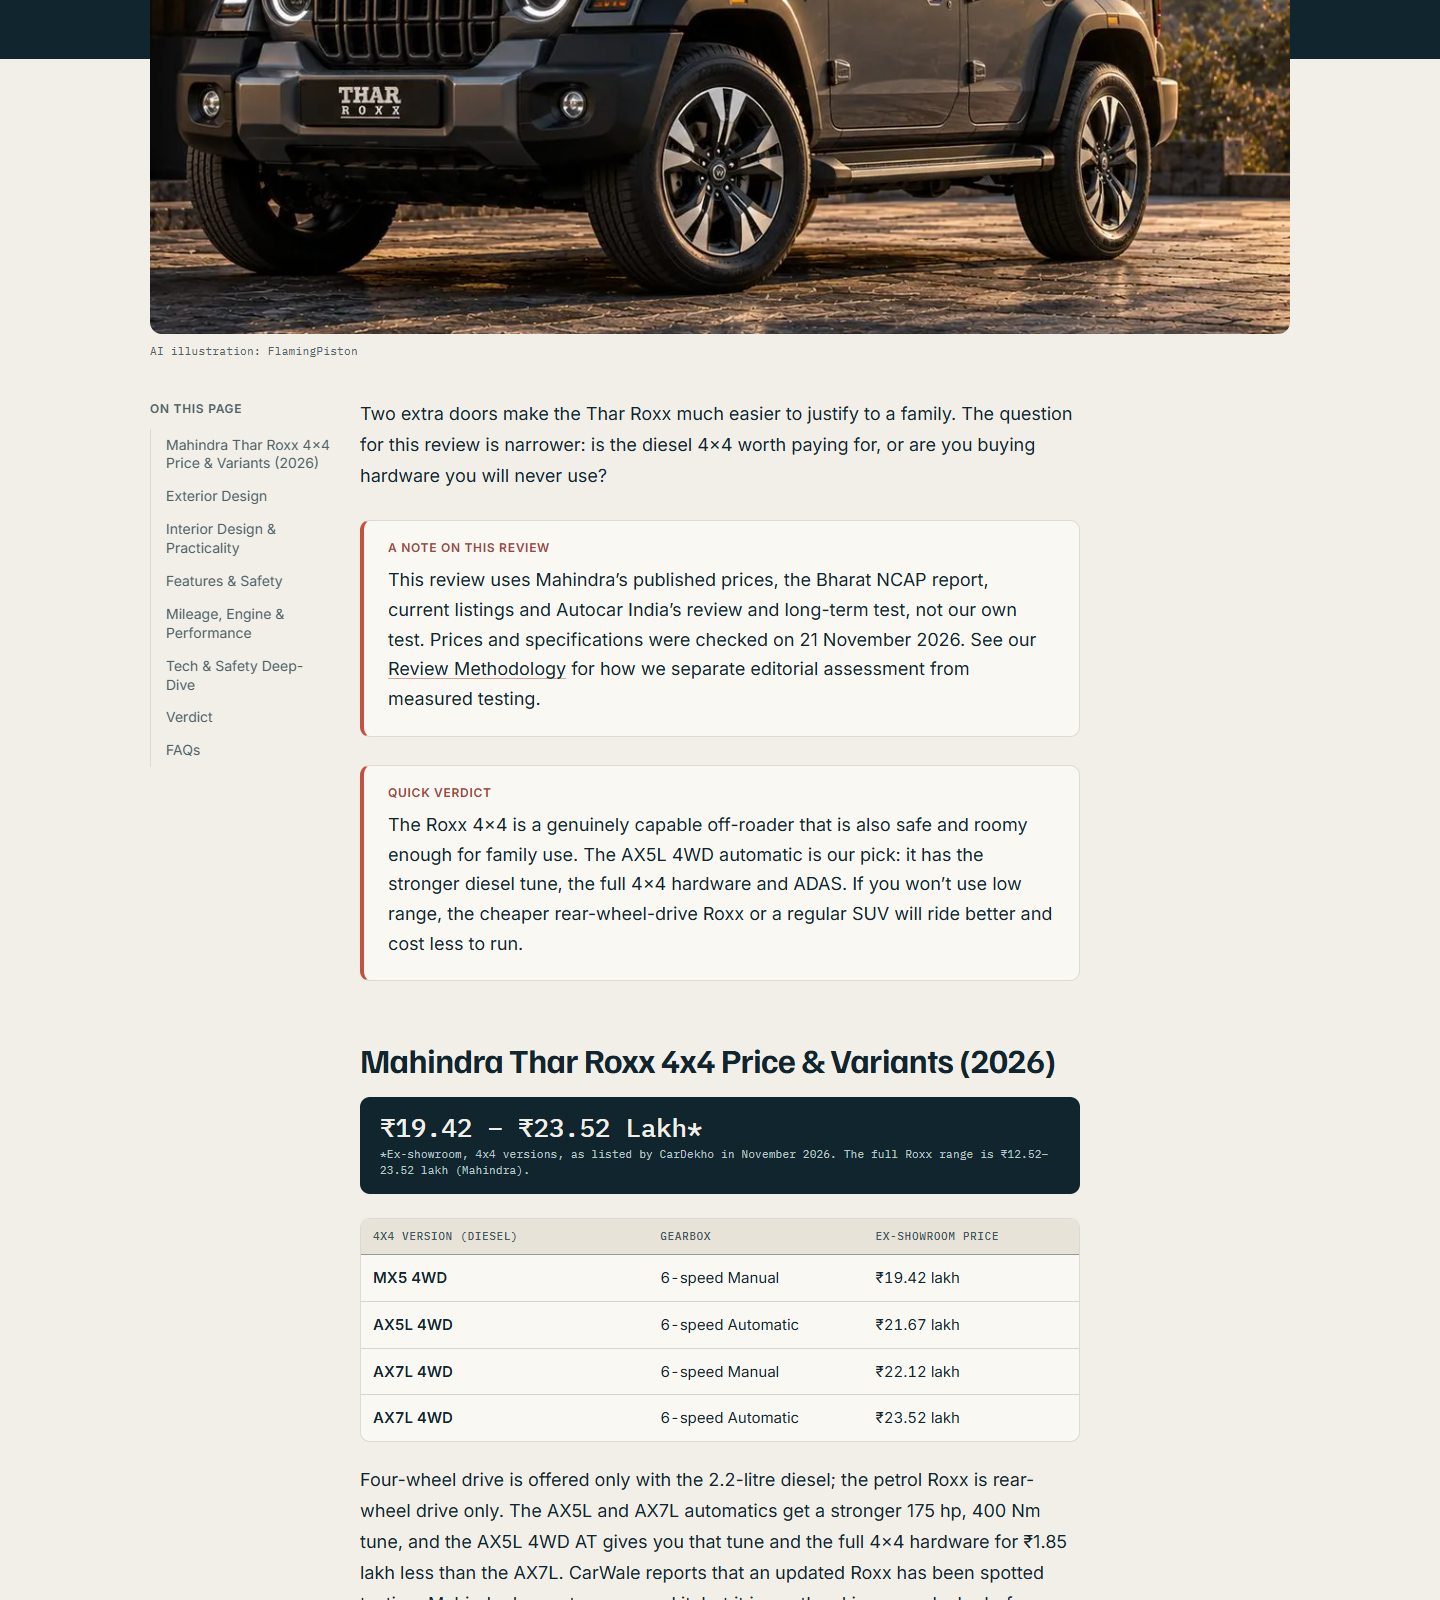 THAR
ROXX
AI illustration: FlamingPiston
ON THIS PAGE
Mahindra Thar Roxx 4×4
Price & Variants (2026)
Exterior Design
Interior Design &
Practicality
Features & Safety
Mileage, Engine &
Performance
Tech & Safety Deep-
Dive
Verdict
FAQs
Two extra doors make the Thar Roxx much easier to justify to a family. The question
for this review is narrower: is the diesel 4×4 worth paying for, or are you buying
hardware you will never use?
A NOTE ON THIS REVIEW
This review uses Mahindra’s published prices, the Bharat NCAP report,
current listings and Autocar India’s review and long-term test, not our own
test. Prices and specifications were checked on 21 November 2026. See our
Review Methodology for how we separate editorial assessment from
measured testing.
QUICK VERDICT
The Roxx 4×4 is a genuinely capable off-roader that is also safe and roomy
enough for family use. The AX5L 4WD automatic is our pick: it has the
stronger diesel tune, the full 4×4 hardware and ADAS. If you won’t use low
range, the cheaper rear-wheel-drive Roxx or a regular SUV will ride better and
cost less to run.
Mahindra Thar Roxx 4x4 Price & Variants (2026)
₹19.42 – ₹23.52 Lakh*
*Ex-showroom, 4x4 versions, as listed by CarDekho in November 2026. The full Roxx range is ₹12.52–
23.52 lakh (Mahindra).
4X4 VERSION (DIESEL) GEARBOX EX-SHOWROOM PRICE
MX5 4WD 6-speed Manual ₹19.42 lakh
AX5L 4WD 6-speed Automatic ₹21.67 lakh
AX7L 4WD 6-speed Manual ₹22.12 lakh
AX7L 4WD 6-speed Automatic ₹23.52 lakh
Four-wheel drive is offered only with the 2.2-litre diesel; the petrol Roxx is rear-
wheel drive only. The AX5L and AX7L automatics get a stronger 175 hp, 400 Nm
tune, and the AX5L 4WD AT gives you that tune and the full 4×4 hardware for ₹1.85
lakh less than the AX7L. CarWale reports that an updated Roxx has been spotted